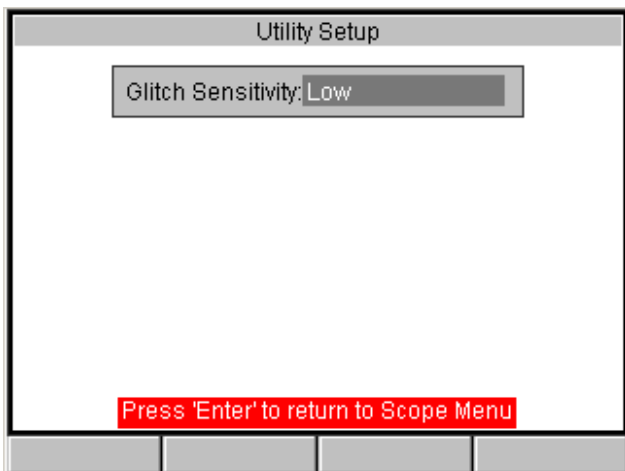 Utility Setup
Glitch Sensitivity: Low
Press 'Enter' to return to Scope Menu